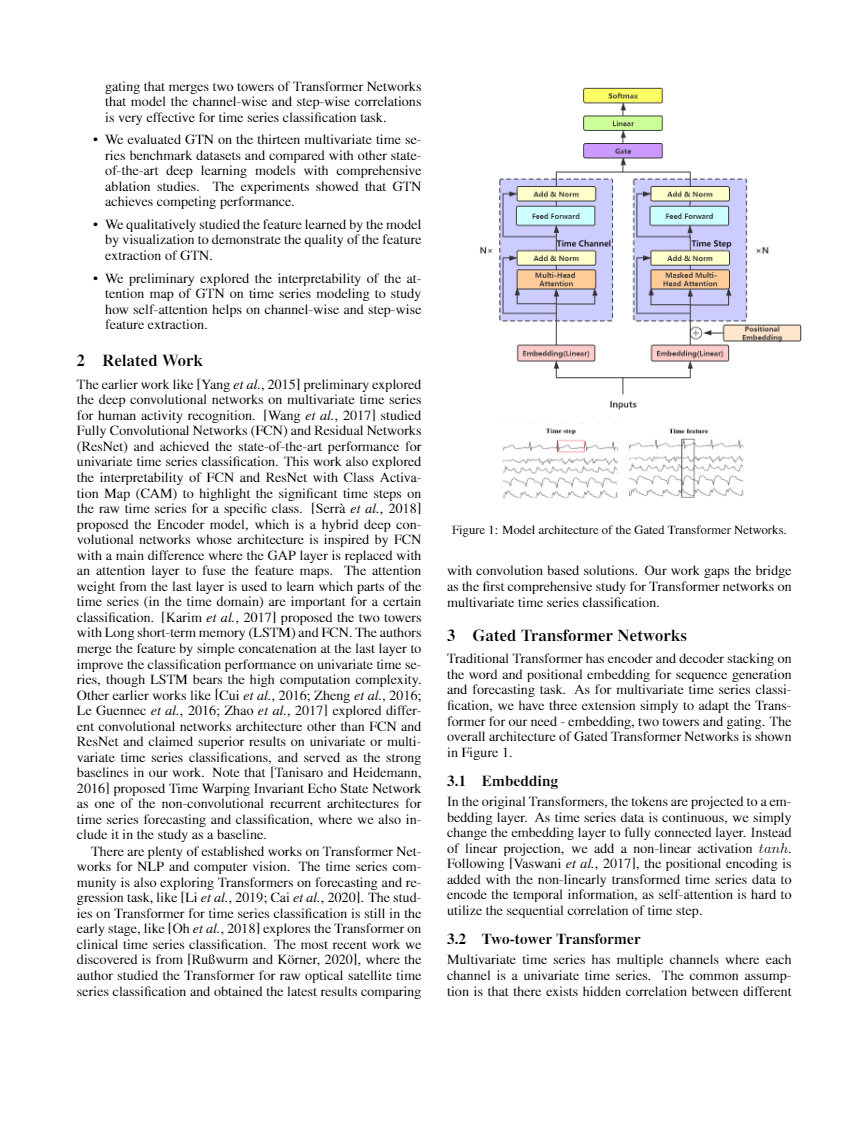 gating that merges two towers of Transformer Networks
that model the channel-wise and step-wise correlations
is very effective for time series classification task.
• We evaluated GTN on the thirteen multivariate time se-
ries benchmark datasets and compared with other state-
of-the-art deep learning models with comprehensive
ablation studies. The experiments showed that GTN
achieves competing performance.
• We qualitatively studied the feature learned by the model
by visualization to demonstrate the quality of the feature
extraction of GTN.
• We preliminary explored the interpretability of the at-
tention map of GTN on time series modeling to study
how self-attention helps on channel-wise and step-wise
feature extraction.
2 Related Work
The earlier work like [Yang et al., 2015] preliminary explored
the deep convolutional networks on multivariate time series
for human activity recognition. [Wang et al., 2017] studied
Fully Convolutional Networks (FCN) and Residual Networks
(ResNet) and achieved the state-of-the-art performance for
univariate time series classification. This work also explored
the interpretability of FCN and ResNet with Class Activa-
tion Map (CAM) to highlight the significant time steps on
the raw time series for a specific class. [Serrà et al., 2018]
proposed the Encoder model, which is a hybrid deep con-
volutional networks whose architecture is inspired by FCN
with a main difference where the GAP layer is replaced with
an attention layer to fuse the feature maps. The attention
weight from the last layer is used to learn which parts of the
time series (in the time domain) are important for a certain
classification. [Karim et al., 2017] proposed the two towers
with Long short-term memory (LSTM) and FCN. The authors
merge the feature by simple concatenation at the last layer to
improve the classification performance on univariate time se-
ries, though LSTM bears the high computation complexity.
Other earlier works like [Cui et al., 2016; Zheng et al., 2016;
Le Guennec et al., 2016; Zhao et al., 2017] explored differ-
ent convolutional networks architecture other than FCN and
ResNet and claimed superior results on univariate or multi-
variate time series classifications, and served as the strong
baselines in our work. Note that [Tanisaro and Heidemann,
2016] proposed Time Warping Invariant Echo State Network
as one of the non-convolutional recurrent architectures for
time series forecasting and classification, where we also in-
clude it in the study as a baseline.
There are plenty of established works on Transformer Net-
works for NLP and computer vision. The time series com-
munity is also exploring Transformers on forecasting and re-
gression task, like [Li et al., 2019; Cai et al., 2020]. The stud-
ies on Transformer for time series classification is still in the
early stage, like [Oh et al., 2018] explores the Transformer on
clinical time series classification. The most recent work we
discovered is from [Rußwurm and Körner, 2020], where the
author studied the Transformer for raw optical satellite time
series classification and obtained the latest results comparing
Softmax
Linear
Gate
Add & Norm
Add & Norm
Feed Forward
Feed Forward
Time Channel
Time Step
N×
×N
Add & Norm
Add & Norm
Multi-Head
Attention
Masked Multi-
Head Attention
Positional
Embedding
Embedding(Linear)
Embedding(Linear)
Inputs
Time step
Time feature
Figure 1: Model architecture of the Gated Transformer Networks.
with convolution based solutions. Our work gaps the bridge
as the first comprehensive study for Transformer networks on
multivariate time series classification.
3 Gated Transformer Networks
Traditional Transformer has encoder and decoder stacking on
the word and positional embedding for sequence generation
and forecasting task. As for multivariate time series classi-
fication, we have three extension simply to adapt the Trans-
former for our need - embedding, two towers and gating. The
overall architecture of Gated Transformer Networks is shown
in Figure 1.
3.1 Embedding
In the original Transformers, the tokens are projected to a em-
bedding layer. As time series data is continuous, we simply
change the embedding layer to fully connected layer. Instead
of linear projection, we add a non-linear activation tanh.
Following [Vaswani et al., 2017], the positional encoding is
added with the non-linearly transformed time series data to
encode the temporal information, as self-attention is hard to
utilize the sequential correlation of time step.
3.2 Two-tower Transformer
Multivariate time series has multiple channels where each
channel is a univariate time series. The common assump-
tion is that there exists hidden correlation between different